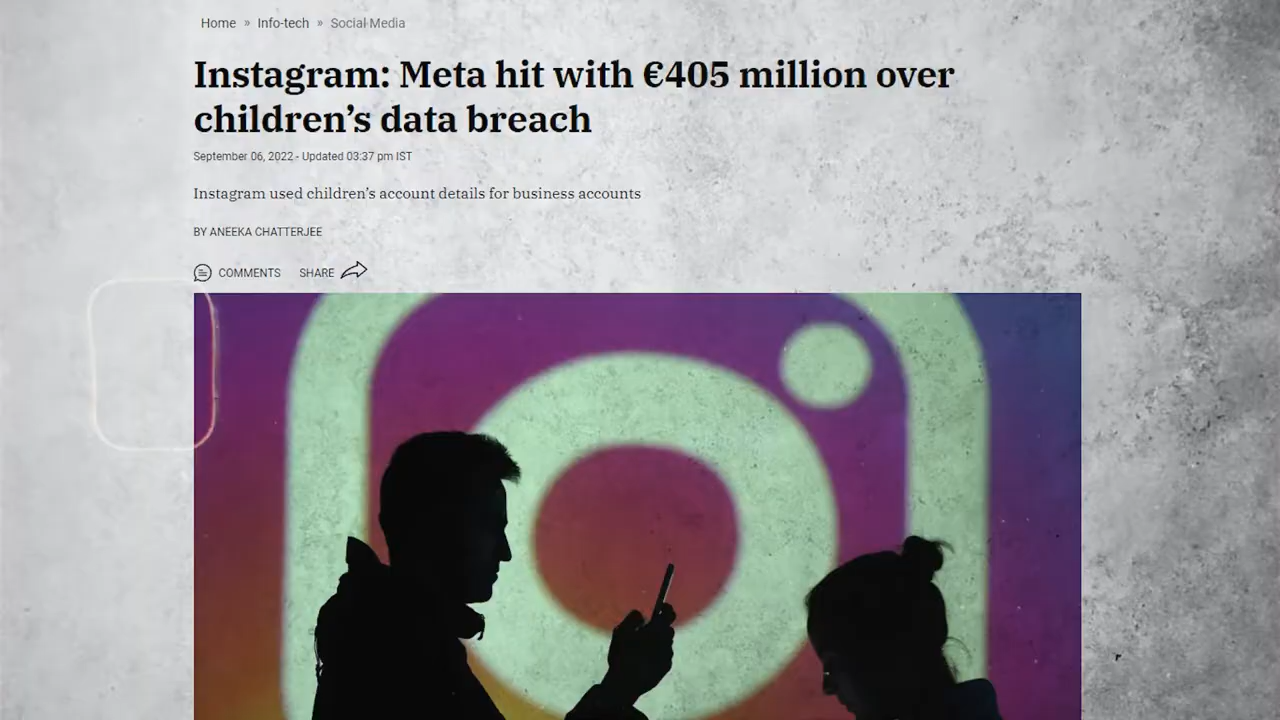 Home » Info-tech » Social Media
Instagram: Meta hit with €405 million over
children’s data breach
September 06, 2022 - Updated 03:37 pm IST
Instagram used children’s account details for business accounts
BY ANEEKA CHATTERJEE
COMMENTS SHARE